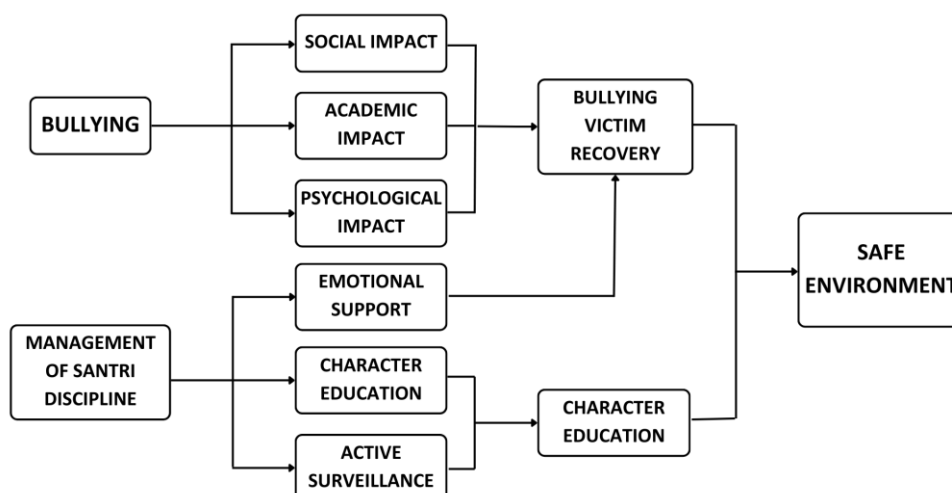 SOCIAL IMPACT
BULLYING
ACADEMIC
IMPACT
PSYCHOLOGICAL
IMPACT
BULLYING
VICTIM
RECOVERY
SAFE
ENVIRONMENT
MANAGEMENT
OF SANTRI
DISCIPLINE
EMOTIONAL
SUPPORT
CHARACTER
EDUCATION
ACTIVE
SURVEILLANCE
CHARACTER
EDUCATION